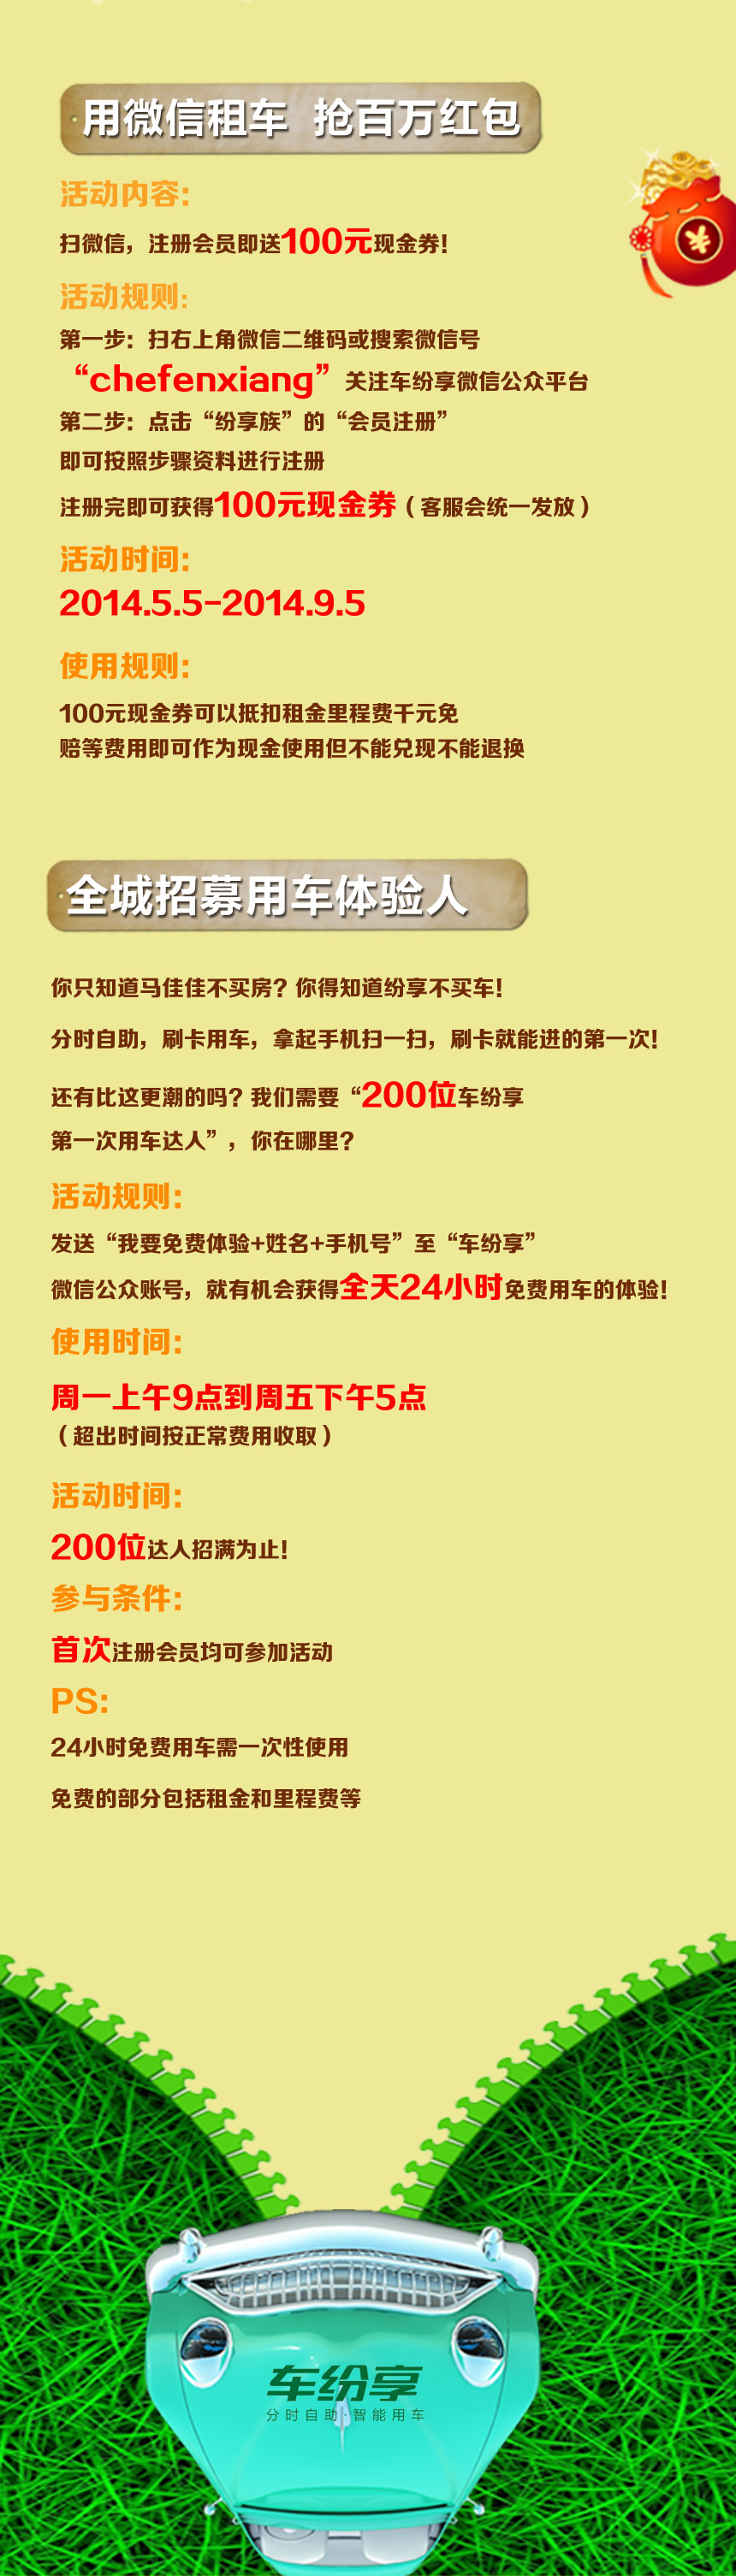 用微信租车 抢百万红包
活动内容：
扫微信，注册会员即送100元现金券！
活动规则：
第一步：扫右上角微信二维码或搜索微信号
“chefenxiang”关注车纷享微信公众平台
第二步：点击“纷享族”的“会员注册”
即可按照步骤资料进行注册
注册完即可获得100元现金券（客服会统一发放）
活动时间：
2014.5.5-2014.9.5
使用规则：
100元现金券可以抵扣租金里程费千元免
赔等费用即可作为现金使用但不能兑现不能退换
全城招募用车体验人
你只知道马佳佳不买房？你得知道纷享不买车！
分时自助，刷卡用车，拿起手机扫一扫，刷卡就能进的第一次！
还有比这更潮的吗？我们需要“200位车纷享
第一次用车达人”，你在哪里？
活动规则：
发送“我要免费体验+姓名+手机号”至“车纷享”
微信公众账号，就有机会获得全天24小时免费用车的体验！
使用时间：
周一上午9点到周五下午5点
（超出时间按正常费用收取）
活动时间：
200位达人招满为止！
参与条件：
首次注册会员均可参加活动
PS:
24小时免费用车需一次性使用
免费的部分包括租金和里程费等
车纷享
分时自助·智能用车